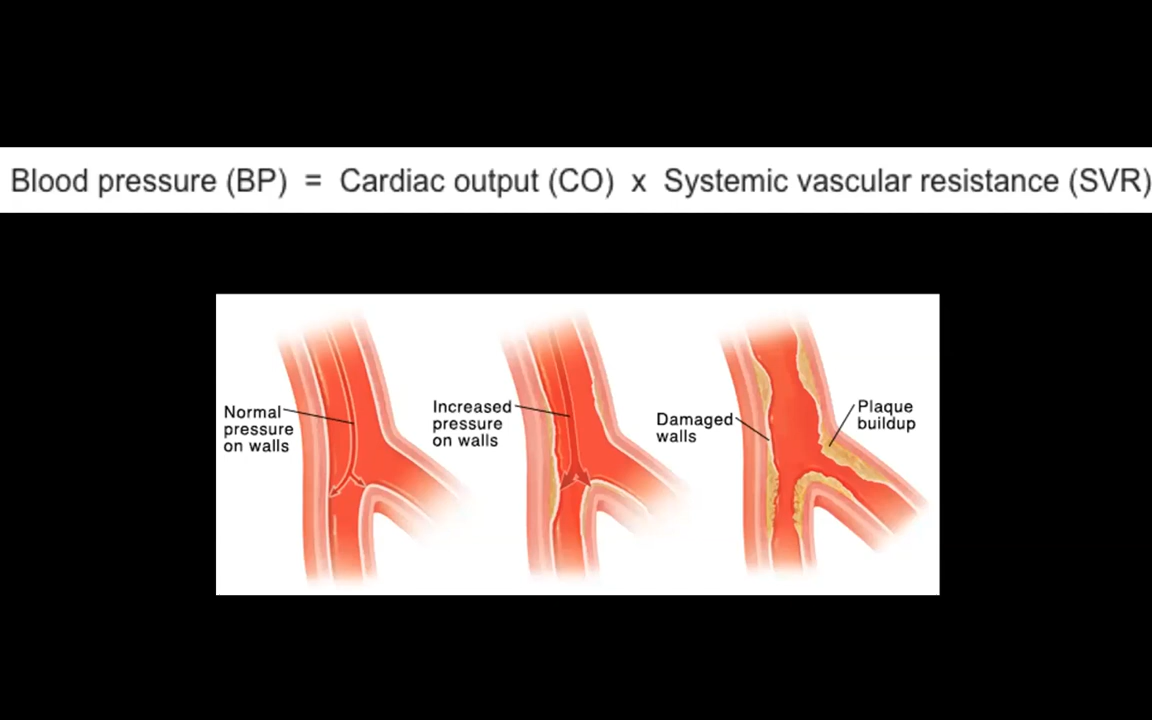 Blood pressure (BP) = Cardiac output (CO) x Systemic vascular resistance (SVR)
Normal
pressure
on walls
Increased
pressure
on walls
Damaged
walls
Plaque
buildup